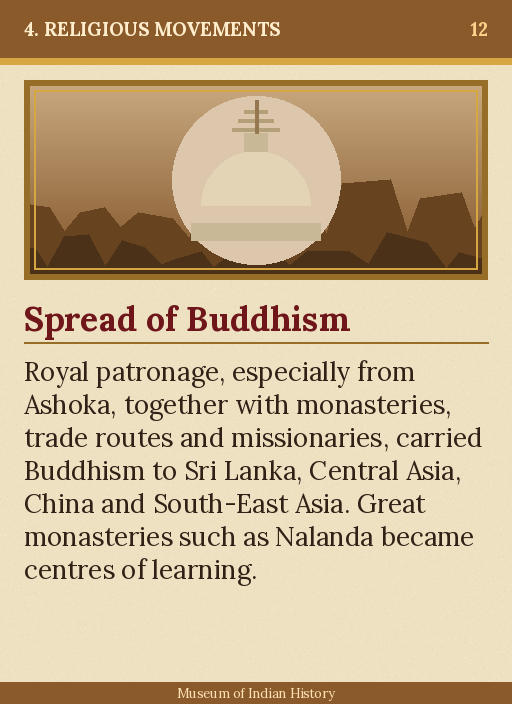 4. RELIGIOUS MOVEMENTS
12
Spread of Buddhism
Royal patronage, especially from
Ashoka, together with monasteries,
trade routes and missionaries, carried
Buddhism to Sri Lanka, Central Asia,
China and South-East Asia. Great
monasteries such as Nalanda became
centres of learning.
Museum of Indian History